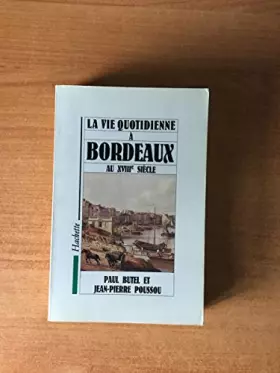 LA VIE QUOTIDIENNE
À
BORDEAUX
AU XVIIIᵉ SIÈCLE
Hachette
PAUL BUTEL ET
JEAN-PIERRE POUSSOU